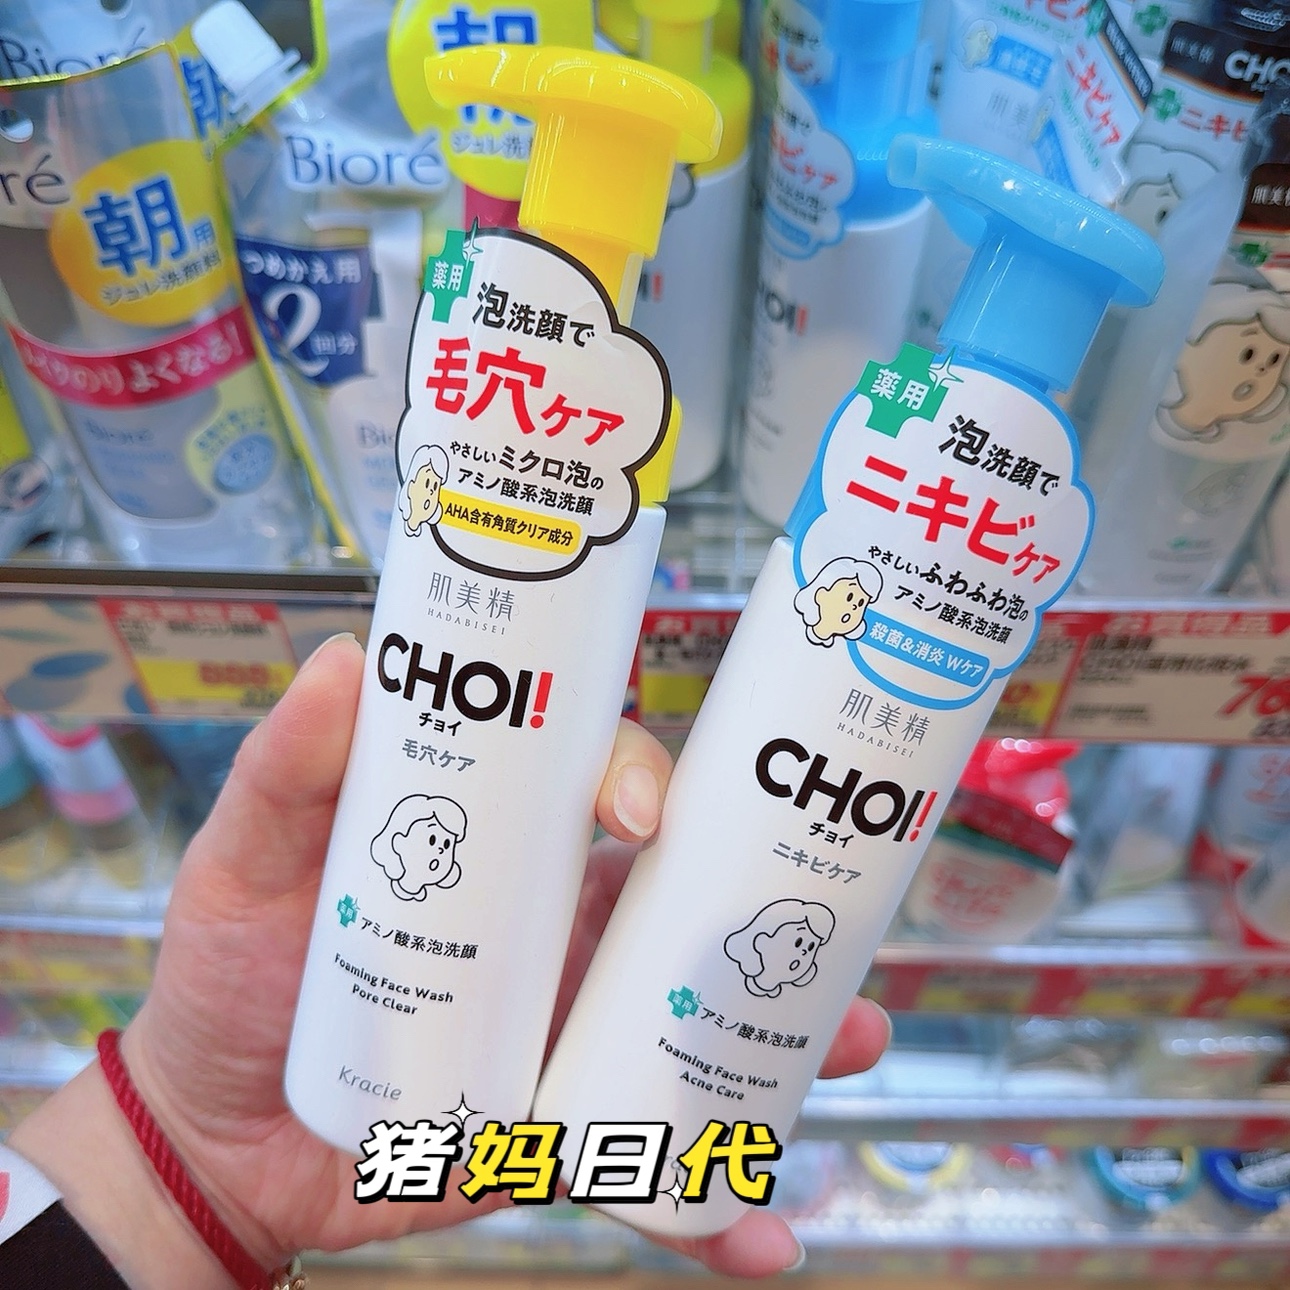 Bioré
Bioré
朝用
ジュレ洗顔料
つめかえ用
2回分
薬用
泡洗顔で
毛穴ケア
やさしいミクロ泡の
アミノ酸系泡洗顔
AHA含有角質クリア成分
肌美精
HADABISEI
CHOI!
チョイ
毛穴ケア
薬用
アミノ酸系泡洗顔
Foaming Face Wash
Pore Clear
Kracie
薬用
泡洗顔で
ニキビケア
やさしいふわふわ泡の
アミノ酸系泡洗顔
殺菌&消炎Wケア
肌美精
HADABISEI
CHOI!
チョイ
ニキビケア
薬用
アミノ酸系泡洗顔
Foaming Face Wash
Acne Care
猪妈日代